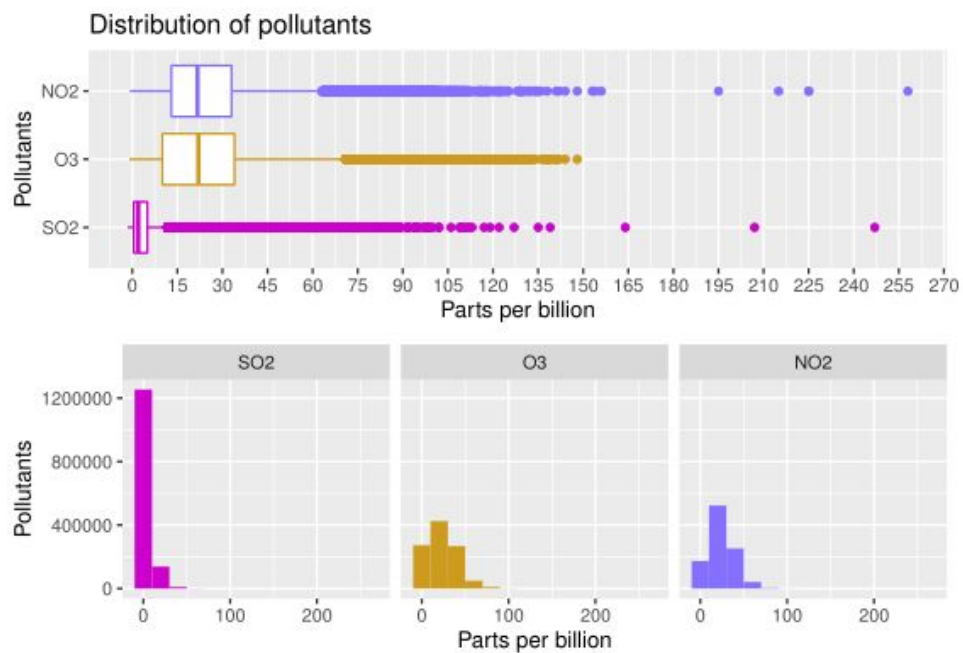 Distribution of pollutants
Pollutants
NO2
O3
SO2
0 15 30 45 60 75 90 105 120 135 150 165 180 195 210 225 240 255 270
Parts per billion
SO2 O3 NO2
Pollutants
1200000
800000
400000
0
0 100 200 0 100 200 0 100 200
Parts per billion